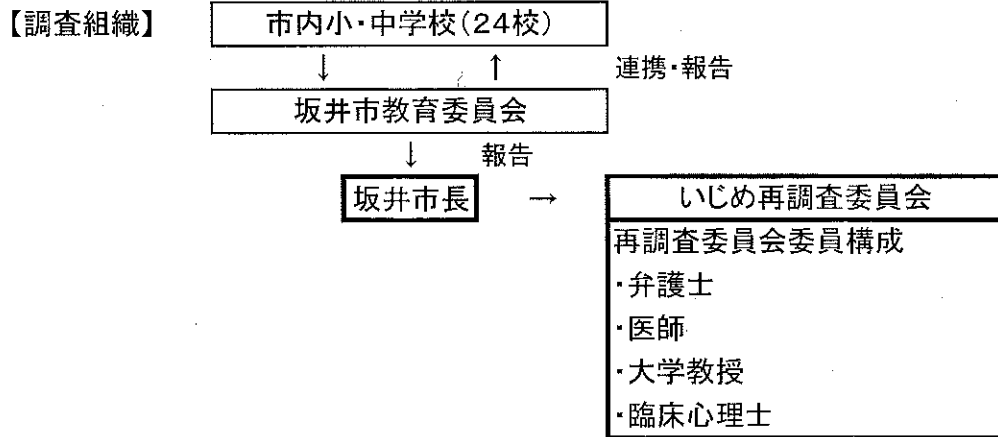 【調査組織】 市内小・中学校(24校)
↓ ↑ 連携・報告
坂井市教育委員会
↓ 報告
坂井市長 → いじめ再調査委員会
再調査委員会委員構成
・弁護士
・医師
・大学教授
・臨床心理士